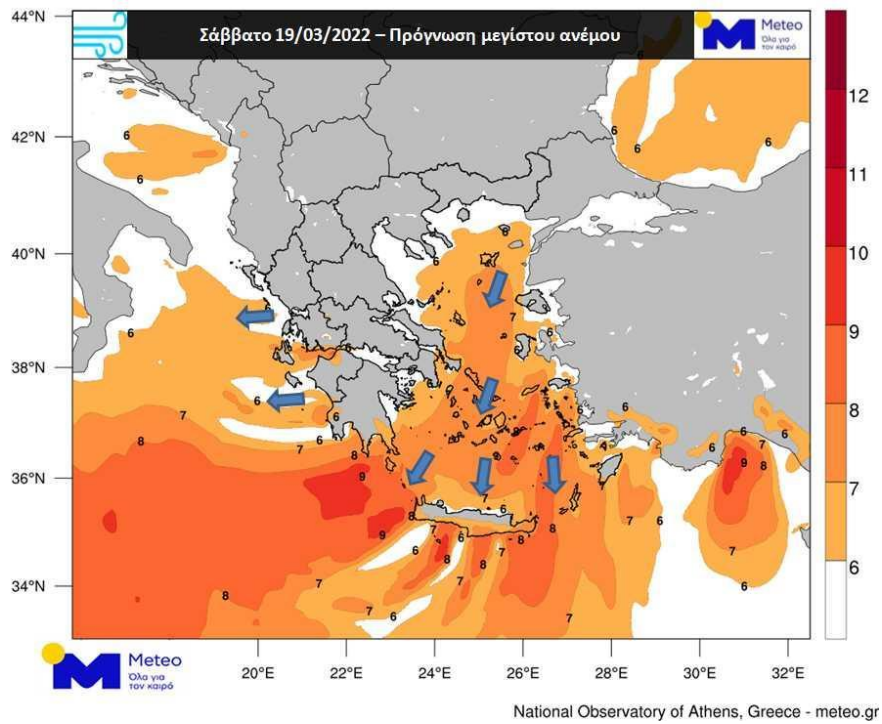 Σάββατο 19/03/2022 – Πρόγνωση μεγίστου ανέμου
Meteo
Όλα για
τον καιρό
44°N
42°N
40°N
38°N
36°N
34°N
20°E 22°E 24°E 26°E 28°E 30°E 32°E
12
11
10
9
8
7
6
Meteo
Όλα για
τον καιρό
National Observatory of Athens, Greece - meteo.gr